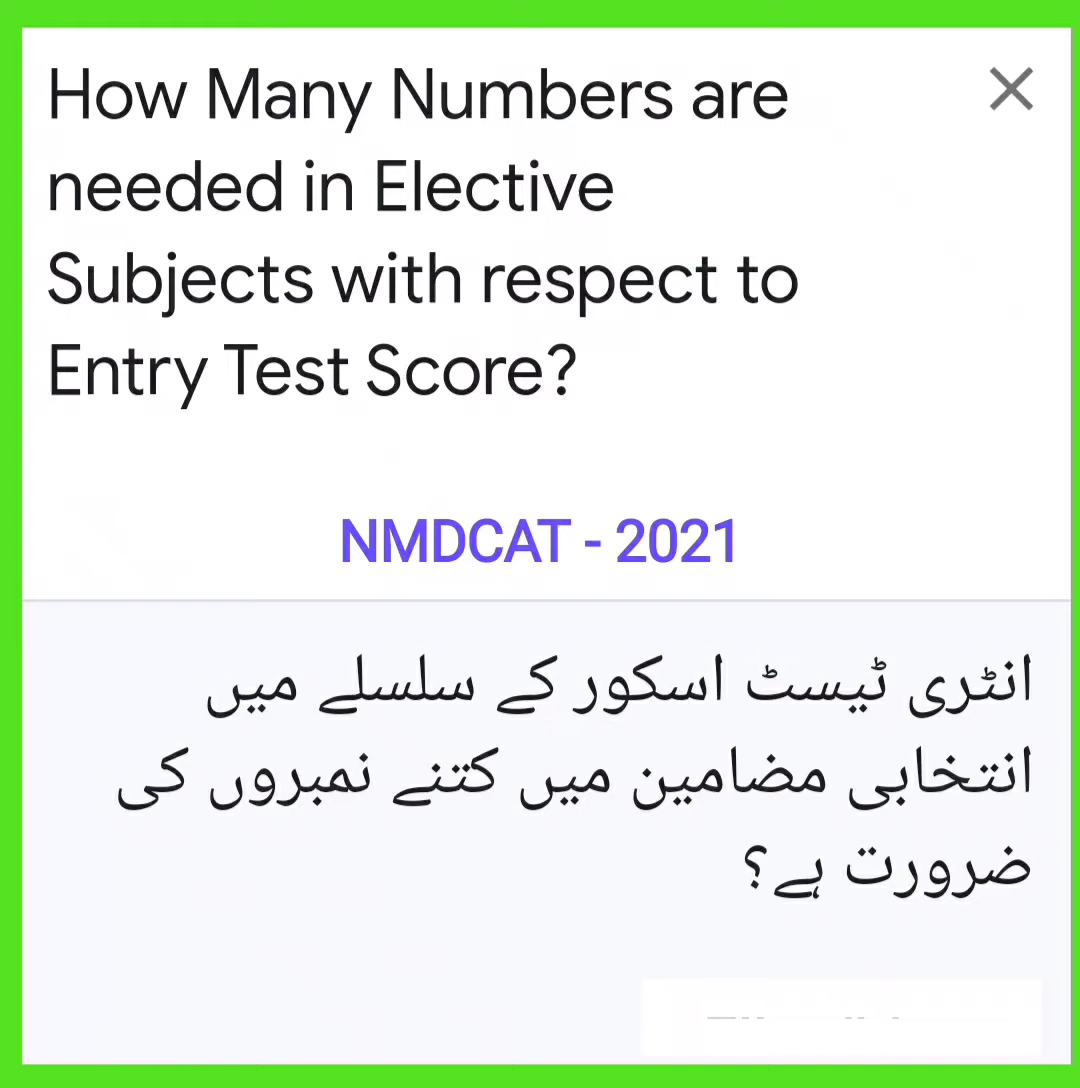 How Many Numbers are
needed in Elective
Subjects with respect to
Entry Test Score?
NMDCAT - 2021
انٹری ٹیسٹ اسکور کے سلسلے میں
انتخابی مضامین میں کتنے نمبروں کی
ضرورت ہے؟